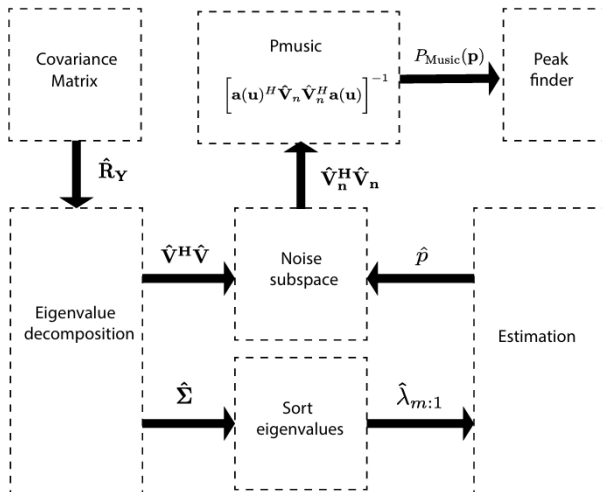 Covariance
Matrix
Pmusic
[a(u)^H V̂_n V̂_n^H a(u)]^{-1}
P_Music(p)
Peak
finder
R̂_Y
V̂_n^H V̂_n
Eigenvalue
decomposition
V̂^H V̂
Noise
subspace
p̂
Estimation
Σ̂
Sort
eigenvalues
λ̂_{m:1}